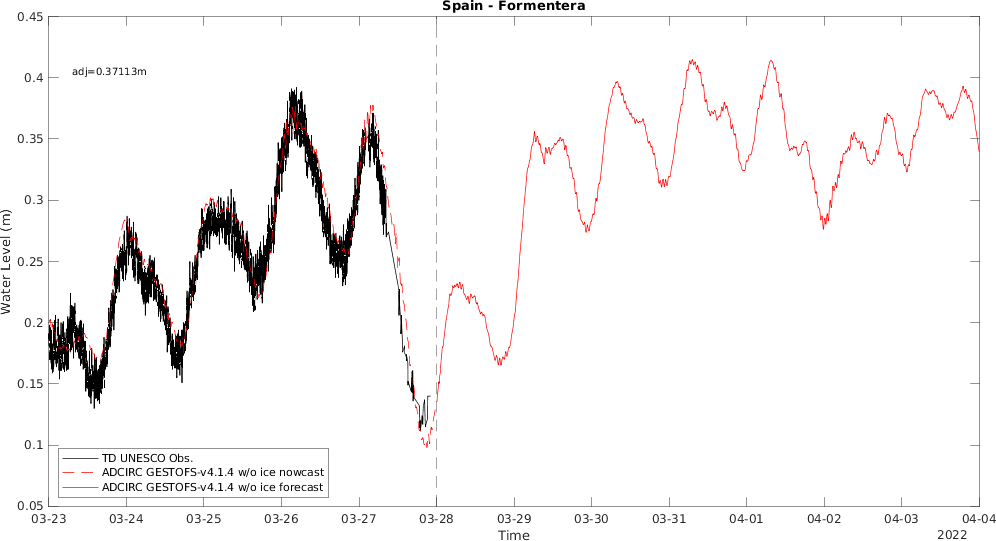 Spain - Formentera
0.45
0.4
0.35
0.3
0.25
0.2
0.15
0.1
0.05
Water Level (m)
adj=0.37113m
TD UNESCO Obs.
ADCIRC GESTOFS-v4.1.4 w/o ice nowcast
ADCIRC GESTOFS-v4.1.4 w/o ice forecast
03-23 03-24 03-25 03-26 03-27 03-28 03-29 03-30 03-31 04-01 04-02 04-03 04-04
Time
2022